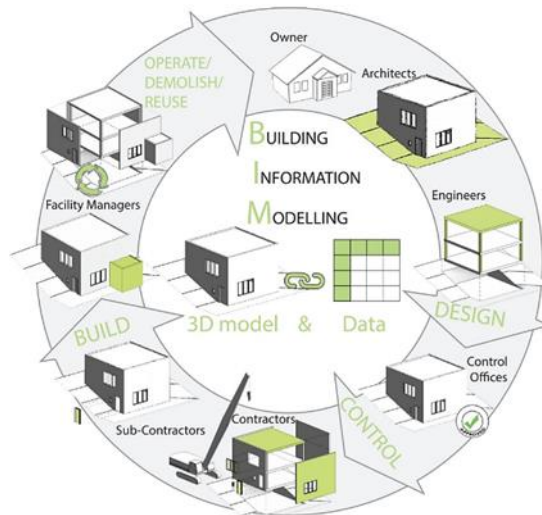 Owner
Architects
Engineers
DESIGN
Control
Offices
CONTROL
Contractors
Sub-Contractors
BUILD
Facility Managers
OPERATE/
DEMOLISH/
REUSE
BUILDING
INFORMATION
MODELLING
3D model & Data